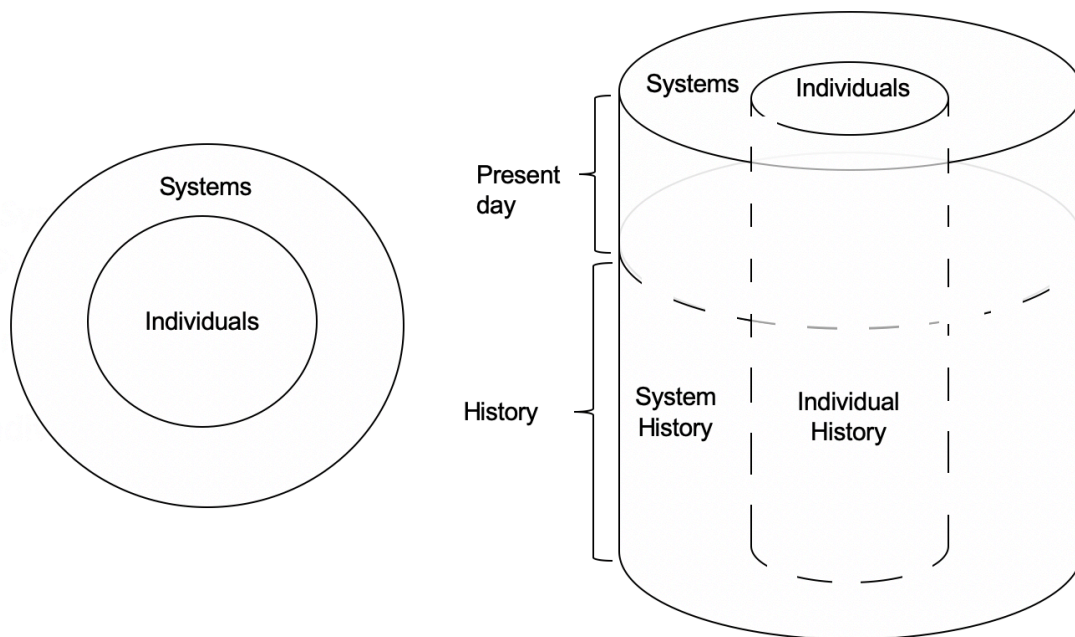 Systems
Individuals
Systems
Individuals
Present
day
History
System
History
Individual
History